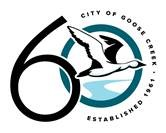 60
CITY OF GOOSE CREEK
ESTABLISHED 1961